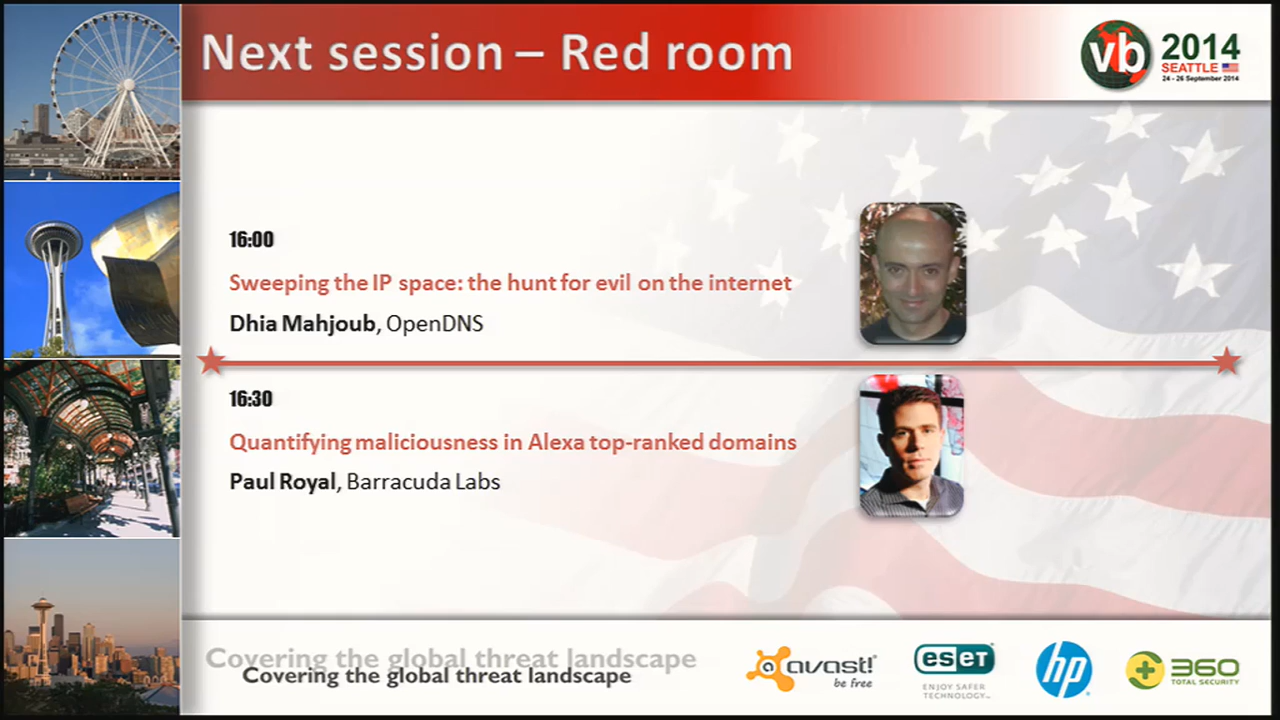 Next session – Red room
vb 2014
SEATTLE
24 - 26 September 2014
16:00
Sweeping the IP space: the hunt for evil on the internet
Dhia Mahjoub, OpenDNS
16:30
Quantifying maliciousness in Alexa top-ranked domains
Paul Royal, Barracuda Labs
Covering the global threat landscape
Covering the global threat landscape
avast!
be free
eset
ENJOY SAFER
TECHNOLOGY™
hp
360
TOTAL SECURITY